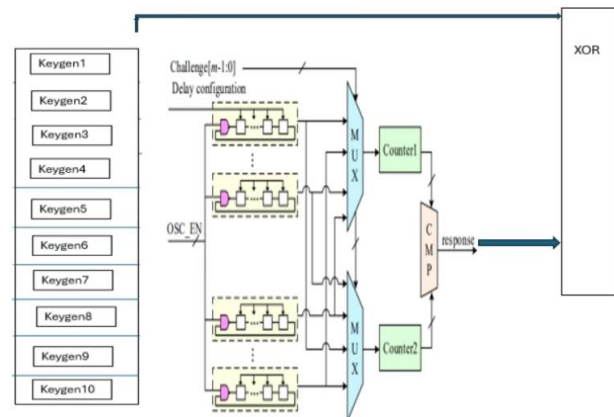 XOR
Keygen1
Keygen2
Keygen3
Keygen4
Keygen5
Keygen6
Keygen7
Keygen8
Keygen9
Keygen10
Challenge[m-1:0]
Delay configuration
OSC_EN
MUX
MUX
Counter1
Counter2
CMP
response